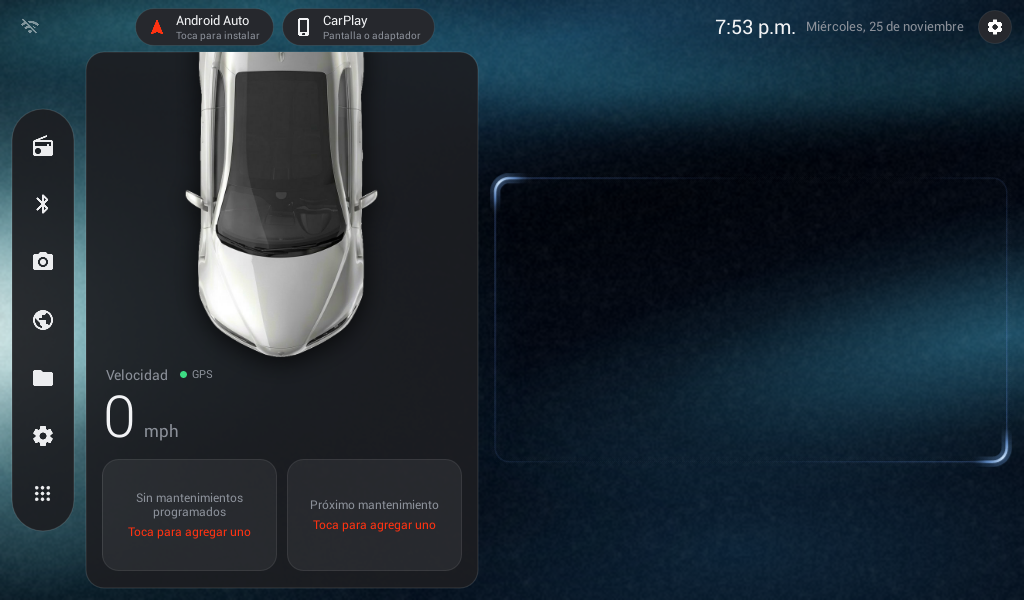 Android Auto
Toca para instalar
CarPlay
Pantalla o adaptador
7:53 p.m.
Miércoles, 25 de noviembre
Velocidad
GPS
0 mph
Sin mantenimientos
programados
Toca para agregar uno
Próximo mantenimiento
Toca para agregar uno